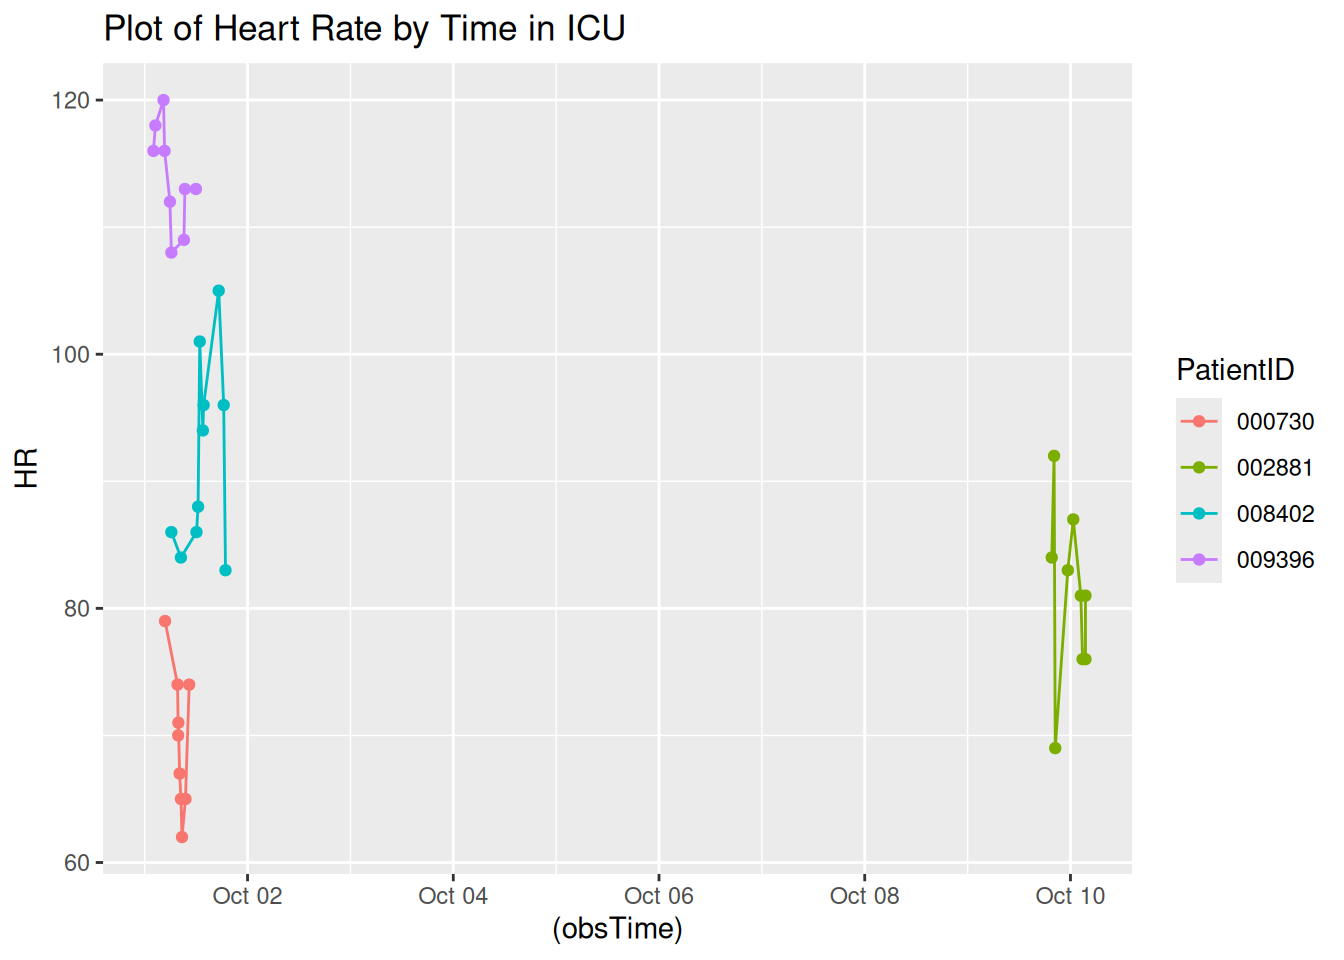 Plot of Heart Rate by Time in ICU
120
100
80
60
HR
Oct 02 Oct 04 Oct 06 Oct 08 Oct 10
(obsTime)
PatientID
000730
002881
008402
009396